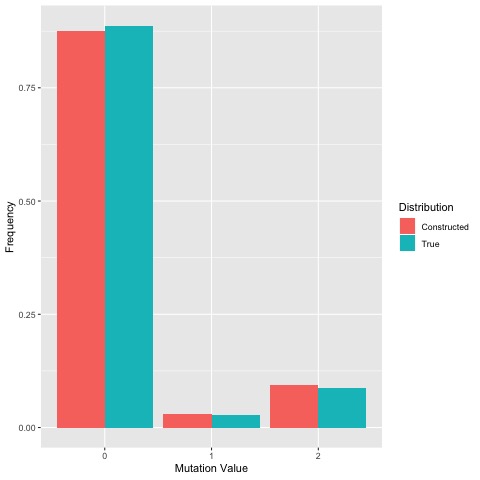 Frequency
0.75
0.50
0.25
0.00
0 1 2
Mutation Value
Distribution
Constructed
True